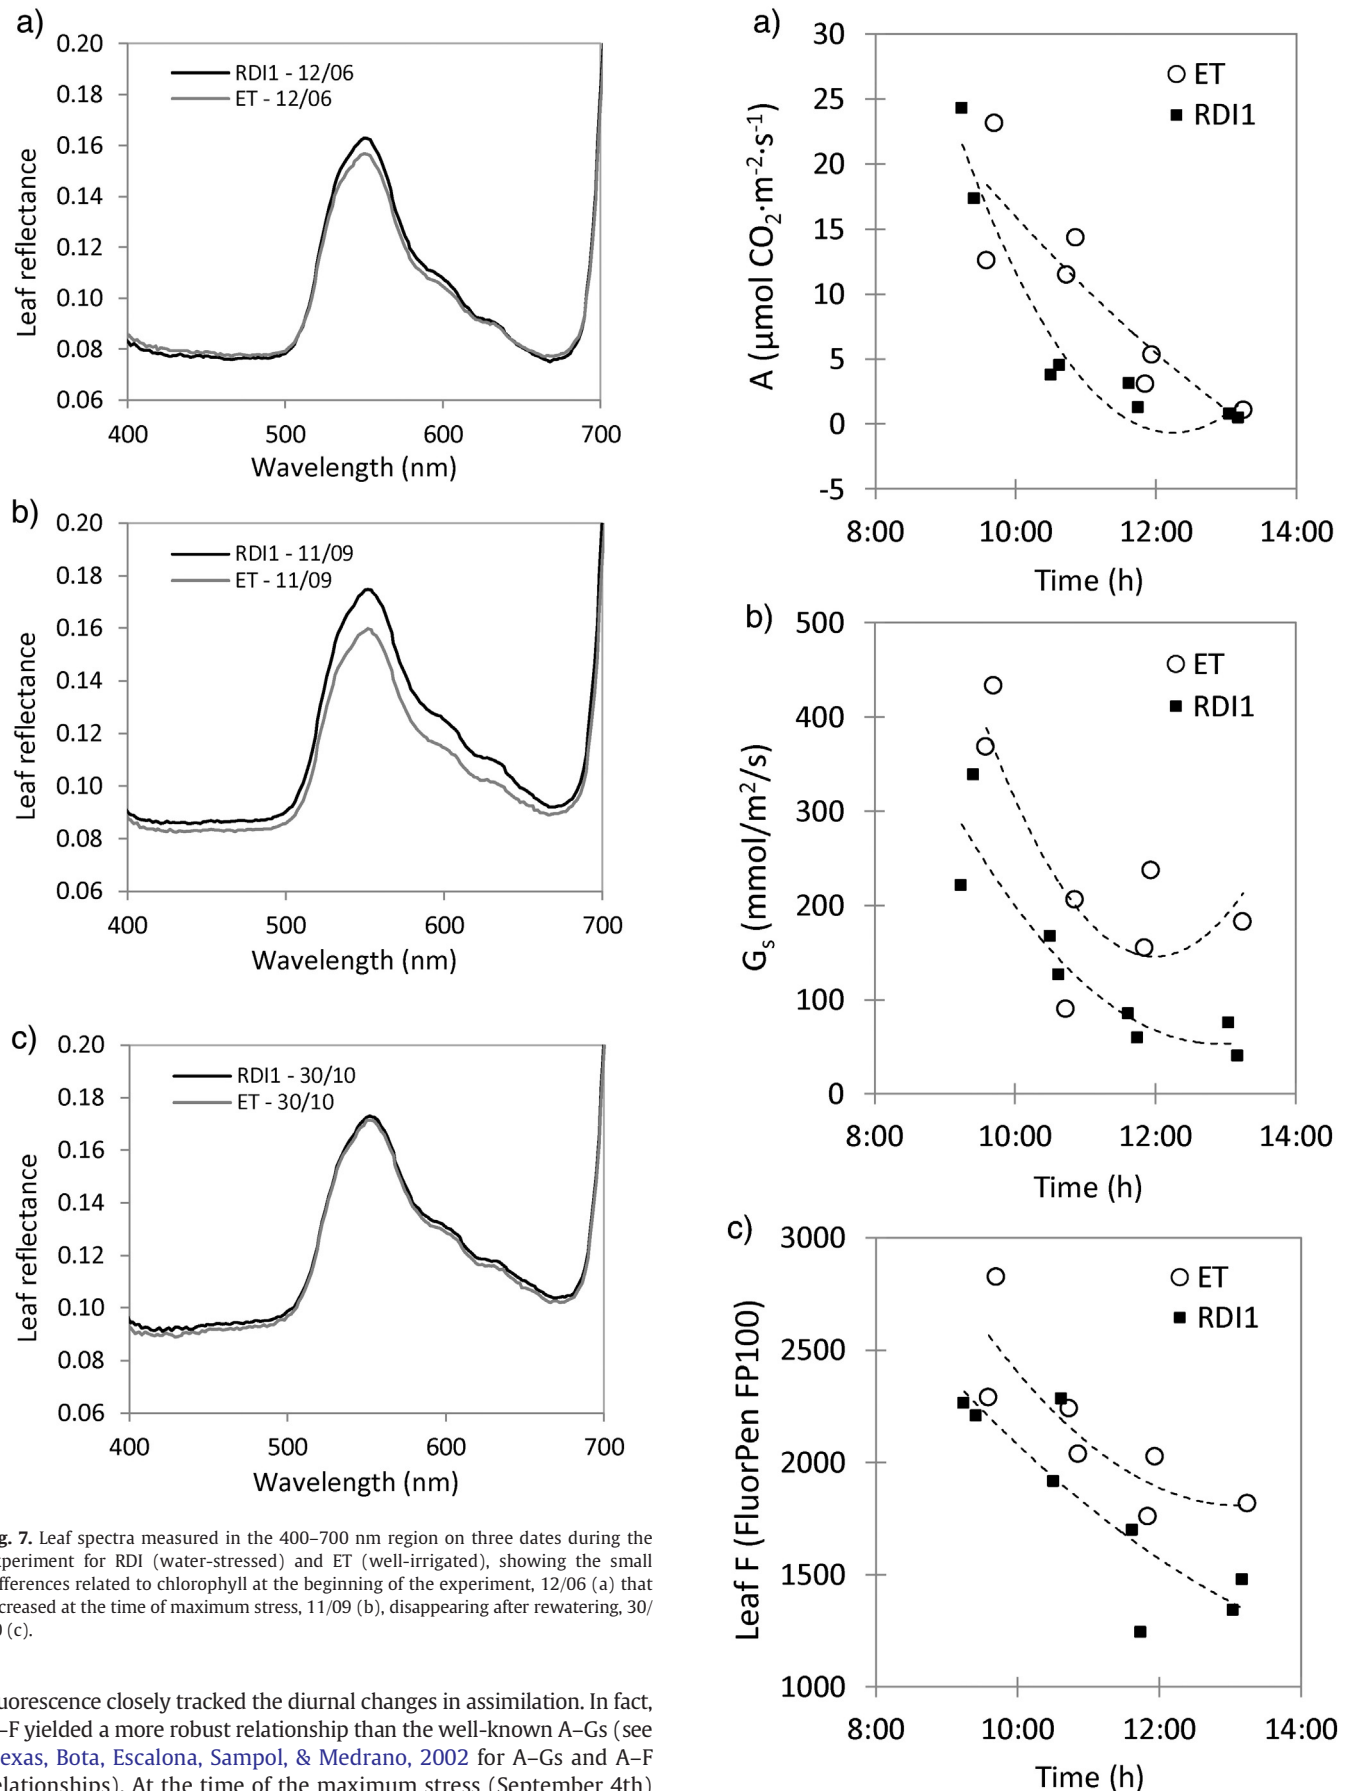 a)
0.20
0.18
0.16
0.14
0.12
0.10
0.08
0.06
Leaf reflectance
RDI1 - 12/06
ET - 12/06
400 500 600 700
Wavelength (nm)
b)
0.20
0.18
0.16
0.14
0.12
0.10
0.08
0.06
Leaf reflectance
RDI1 - 11/09
ET - 11/09
400 500 600 700
Wavelength (nm)
c)
0.20
0.18
0.16
0.14
0.12
0.10
0.08
0.06
Leaf reflectance
RDI1 - 30/10
ET - 30/10
400 500 600 700
Wavelength (nm)
g. 7. Leaf spectra measured in the 400–700 nm region on three dates during the
periment for RDI (water-stressed) and ET (well-irrigated), showing the small
fferences related to chlorophyll at the beginning of the experiment, 12/06 (a) that
creased at the time of maximum stress, 11/09 (b), disappearing after rewatering, 30/
(c).
uorescence closely tracked the diurnal changes in assimilation. In fact,
–F yielded a more robust relationship than the well-known A–Gs (see
exas, Bota, Escalona, Sampol, & Medrano, 2002 for A–Gs and A–F
elationships). At the time of the maximum stress (September 4th)
a)
30
25
20
15
10
5
0
-5
A (µmol CO₂·m⁻²·s⁻¹)
ET
RDI1
8:00 10:00 12:00 14:00
Time (h)
b)
500
400
300
200
100
0
Gₛ (mmol/m²/s)
ET
RDI1
8:00 10:00 12:00 14:00
Time (h)
c)
3000
2500
2000
1500
1000
Leaf F (FluorPen FP100)
ET
RDI1
8:00 10:00 12:00 14:00
Time (h)